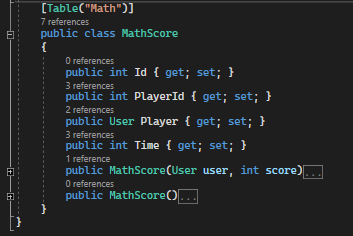 [Table("Math")]
7 references
public class MathScore
{
0 references
public int Id { get; set; }
3 references
public int PlayerId { get; set; }
2 references
public User Player { get; set; }
3 references
public int Time { get; set; }
1 reference
public MathScore(User user, int score)...
0 references
public MathScore()...
}
}